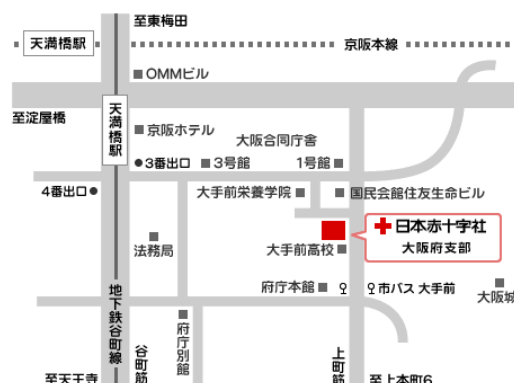 至東梅田
天満橋駅
京阪本線
OMMビル
至淀屋橋
天満橋駅
京阪ホテル
大阪合同庁舎
3番出口
3号館
1号館
4番出口
大手前栄養学院
国民会館住友生命ビル
日本赤十字社
大阪府支部
法務局
大手前高校
府庁本館
市バス 大手前
大阪城
地下鉄谷町線
府庁別館
谷町筋
上町筋
至天王寺
至上本町6